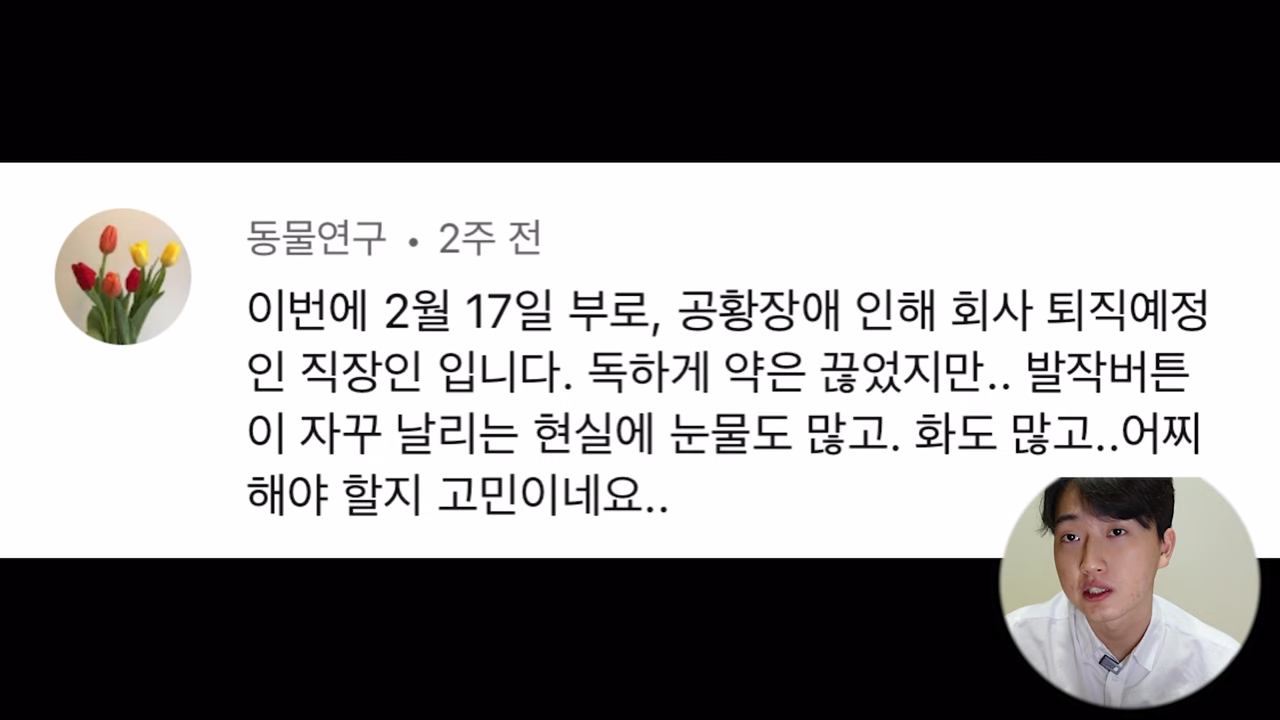 동물연구 • 2주 전
이번에 2월 17일 부로, 공황장애 인해 회사 퇴직예정
인 직장인 입니다. 독하게 약은 끊었지만.. 발작버튼
이 자꾸 날리는 현실에 눈물도 많고. 화도 많고..어찌
해야 할지 고민이네요..